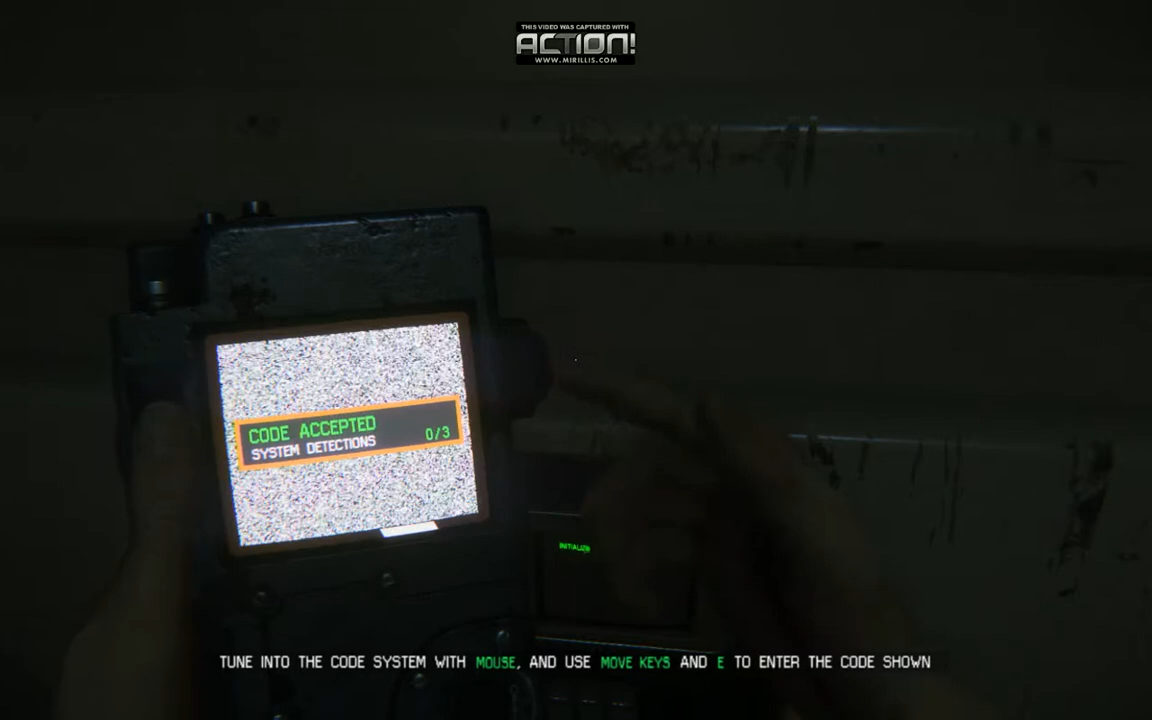 THIS VIDEO WAS CAPTURED WITH
ACTION!
WWW.MIRILLIS.COM
CODE ACCEPTED
SYSTEM DETECTIONS 0/3
TUNE INTO THE CODE SYSTEM WITH MOUSE, AND USE MOVE KEYS AND E TO ENTER THE CODE SHOWN